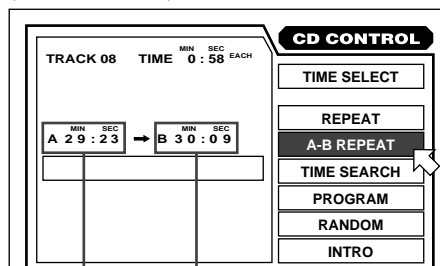 CD CONTROL
TRACK 08 TIME MIN 0 : SEC 58 EACH
TIME SELECT
REPEAT
MIN SEC MIN SEC
A 29 : 23 → B 30 : 09
A-B REPEAT
TIME SEARCH
PROGRAM
RANDOM
INTRO